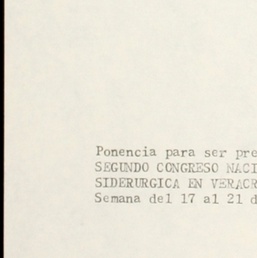 Ponencia para ser pre
SEGUNDO CONGRESO NACI
SIDERURGICA EN VERACR
Semana del 17 al 21 d